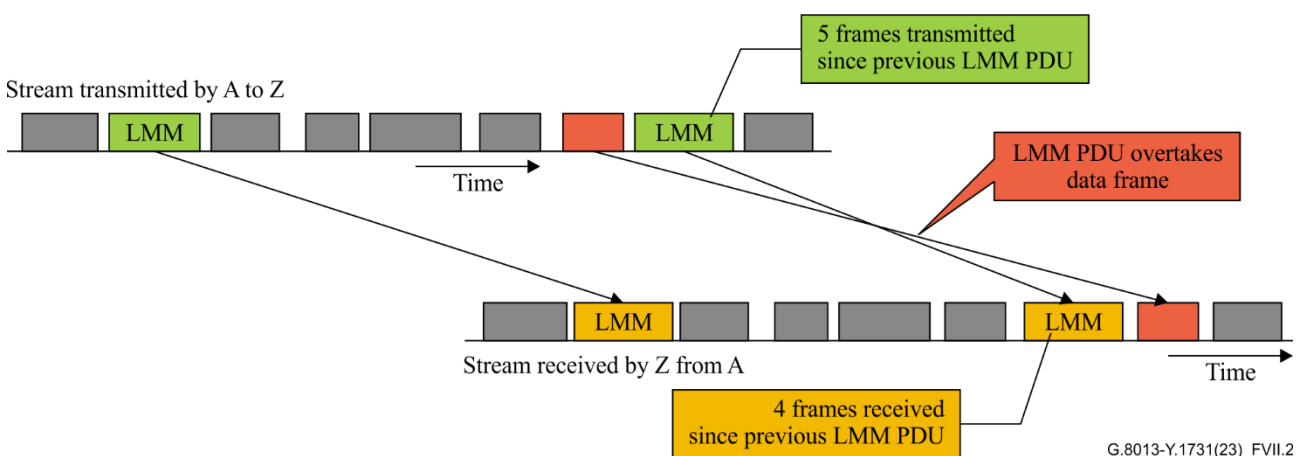 5 frames transmitted
since previous LMM PDU
Stream transmitted by A to Z
LMM
LMM
Time
LMM PDU overtakes
data frame
LMM
LMM
Stream received by Z from A
Time
4 frames received
since previous LMM PDU
G.8013-Y.1731(23)_FVII.2